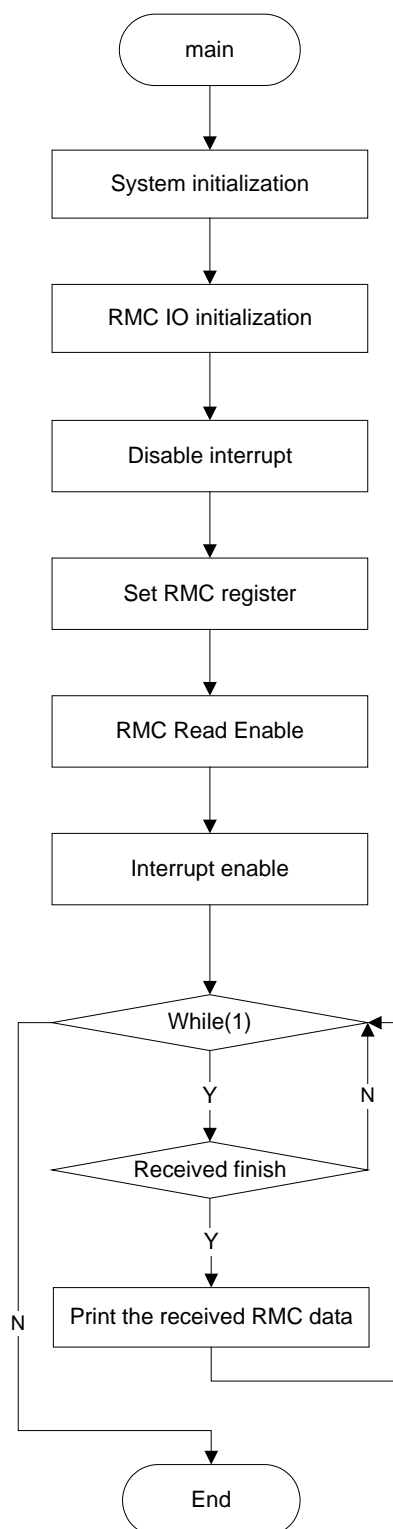 main
System initialization
RMC IO initialization
Disable interrupt
Set RMC register
RMC Read Enable
Interrupt enable
While(1)
Y
N
Received finish
Y
Print the received RMC data
N
End